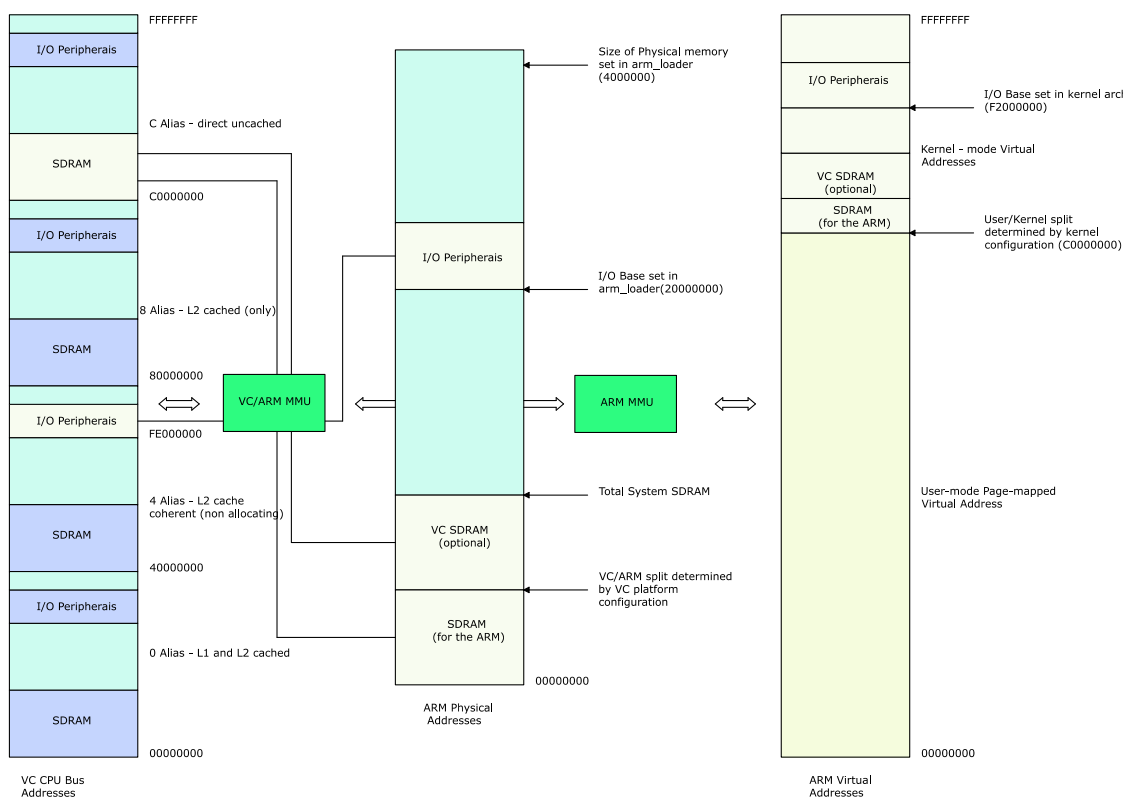 FFFFFFFF
I/O Peripherais
C Alias – direct uncached
SDRAM
C0000000
I/O Peripherais
8 Alias – L2 cached (only)
SDRAM
80000000
I/O Peripherais
FE000000
4 Alias – L2 cache
coherent (non allocating)
SDRAM
40000000
I/O Peripherais
0 Alias – L1 and L2 cached
SDRAM
00000000
VC CPU Bus
Addresses
VC/ARM MMU
Size of Physical memory
set in arm_loader
(4000000)
I/O Peripherais
I/O Base set in
arm_loader(20000000)
ARM MMU
Total System SDRAM
VC SDRAM
(optional)
VC/ARM split determined
by VC platform
configuration
SDRAM
(for the ARM)
00000000
ARM Physical
Addresses
FFFFFFFF
I/O Peripherais
I/O Base set in kernel arcl
(F2000000)
Kernel – mode Virtual
Addresses
VC SDRAM
(optional)
SDRAM
(for the ARM)
User/Kernel split
determined by kernel
configuration (C0000000)
User-mode Page-mapped
Virtual Address
00000000
ARM Virtual
Addresses